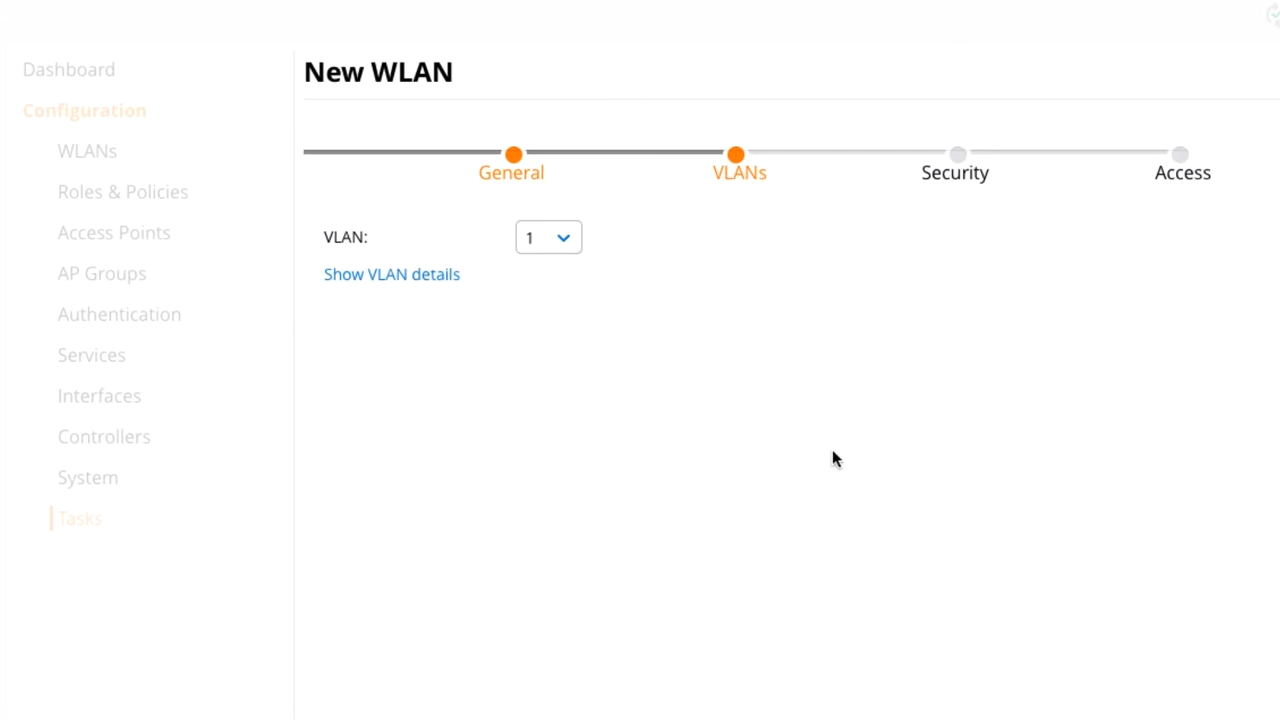 Dashboard
Configuration
WLANs
Roles & Policies
Access Points
AP Groups
Authentication
Services
Interfaces
Controllers
System
Tasks
New WLAN
General
VLANs
Security
Access
VLAN:
1
Show VLAN details